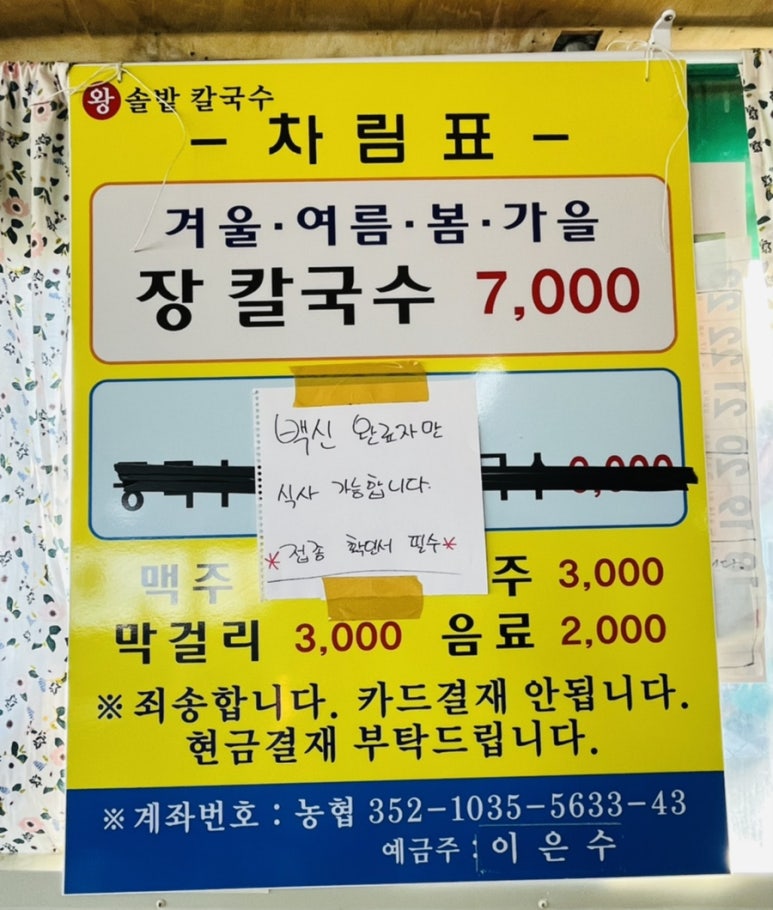 왕 솔밥 칼국수
- 차림표 -
겨울·여름·봄·가을
장 칼국수 7,000
백신 완료자만
식사 가능합니다.
*접종 확인서 필수*
맥주 주 3,000
막걸리 3,000 음료 2,000
※죄송합니다. 카드결재 안됩니다.
현금결재 부탁드립니다.
※계좌번호 : 농협 352-1035-5633-43
예금주 : 이은수